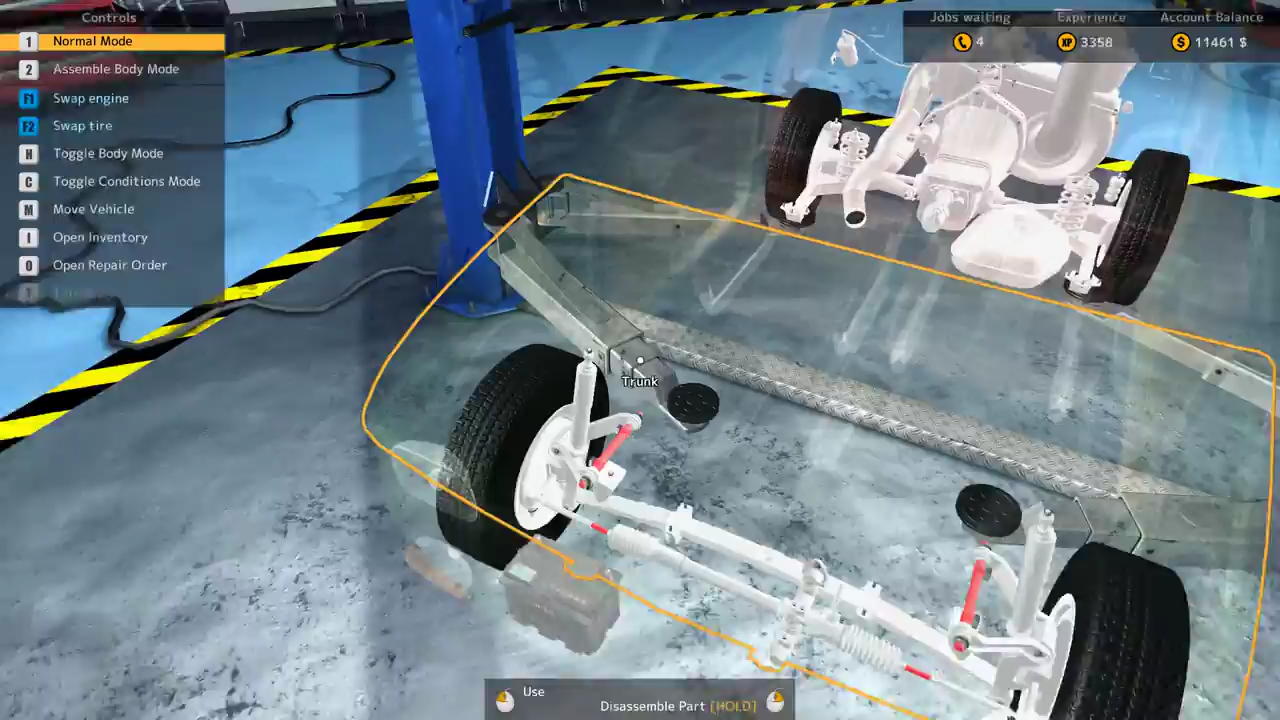 Controls
1 Normal Mode
2 Assemble Body Mode
F1 Swap engine
F2 Swap tire
H Toggle Body Mode
C Toggle Conditions Mode
M Move Vehicle
I Open Inventory
O Open Repair Order
Jobs waiting Experience Account Balance
4 XP 3358 $ 11461 $
Trunk
Use
Disassemble Part [HOLD]